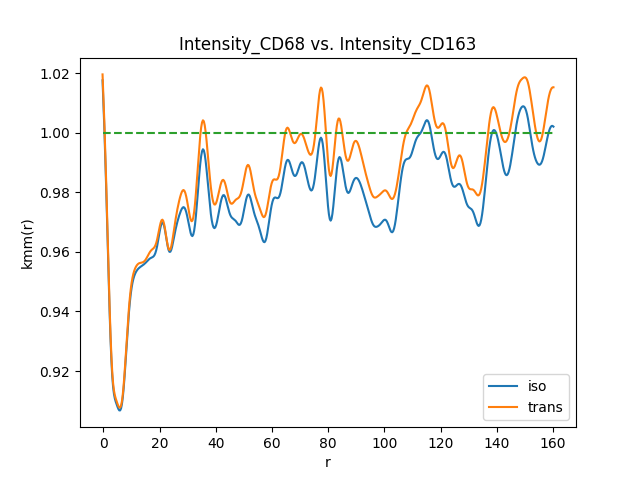 Intensity_CD68 vs. Intensity_CD163
1.02
1.00
0.98
0.96
0.94
0.92
kmm(r)
0 20 40 60 80 100 120 140 160
r
iso
trans